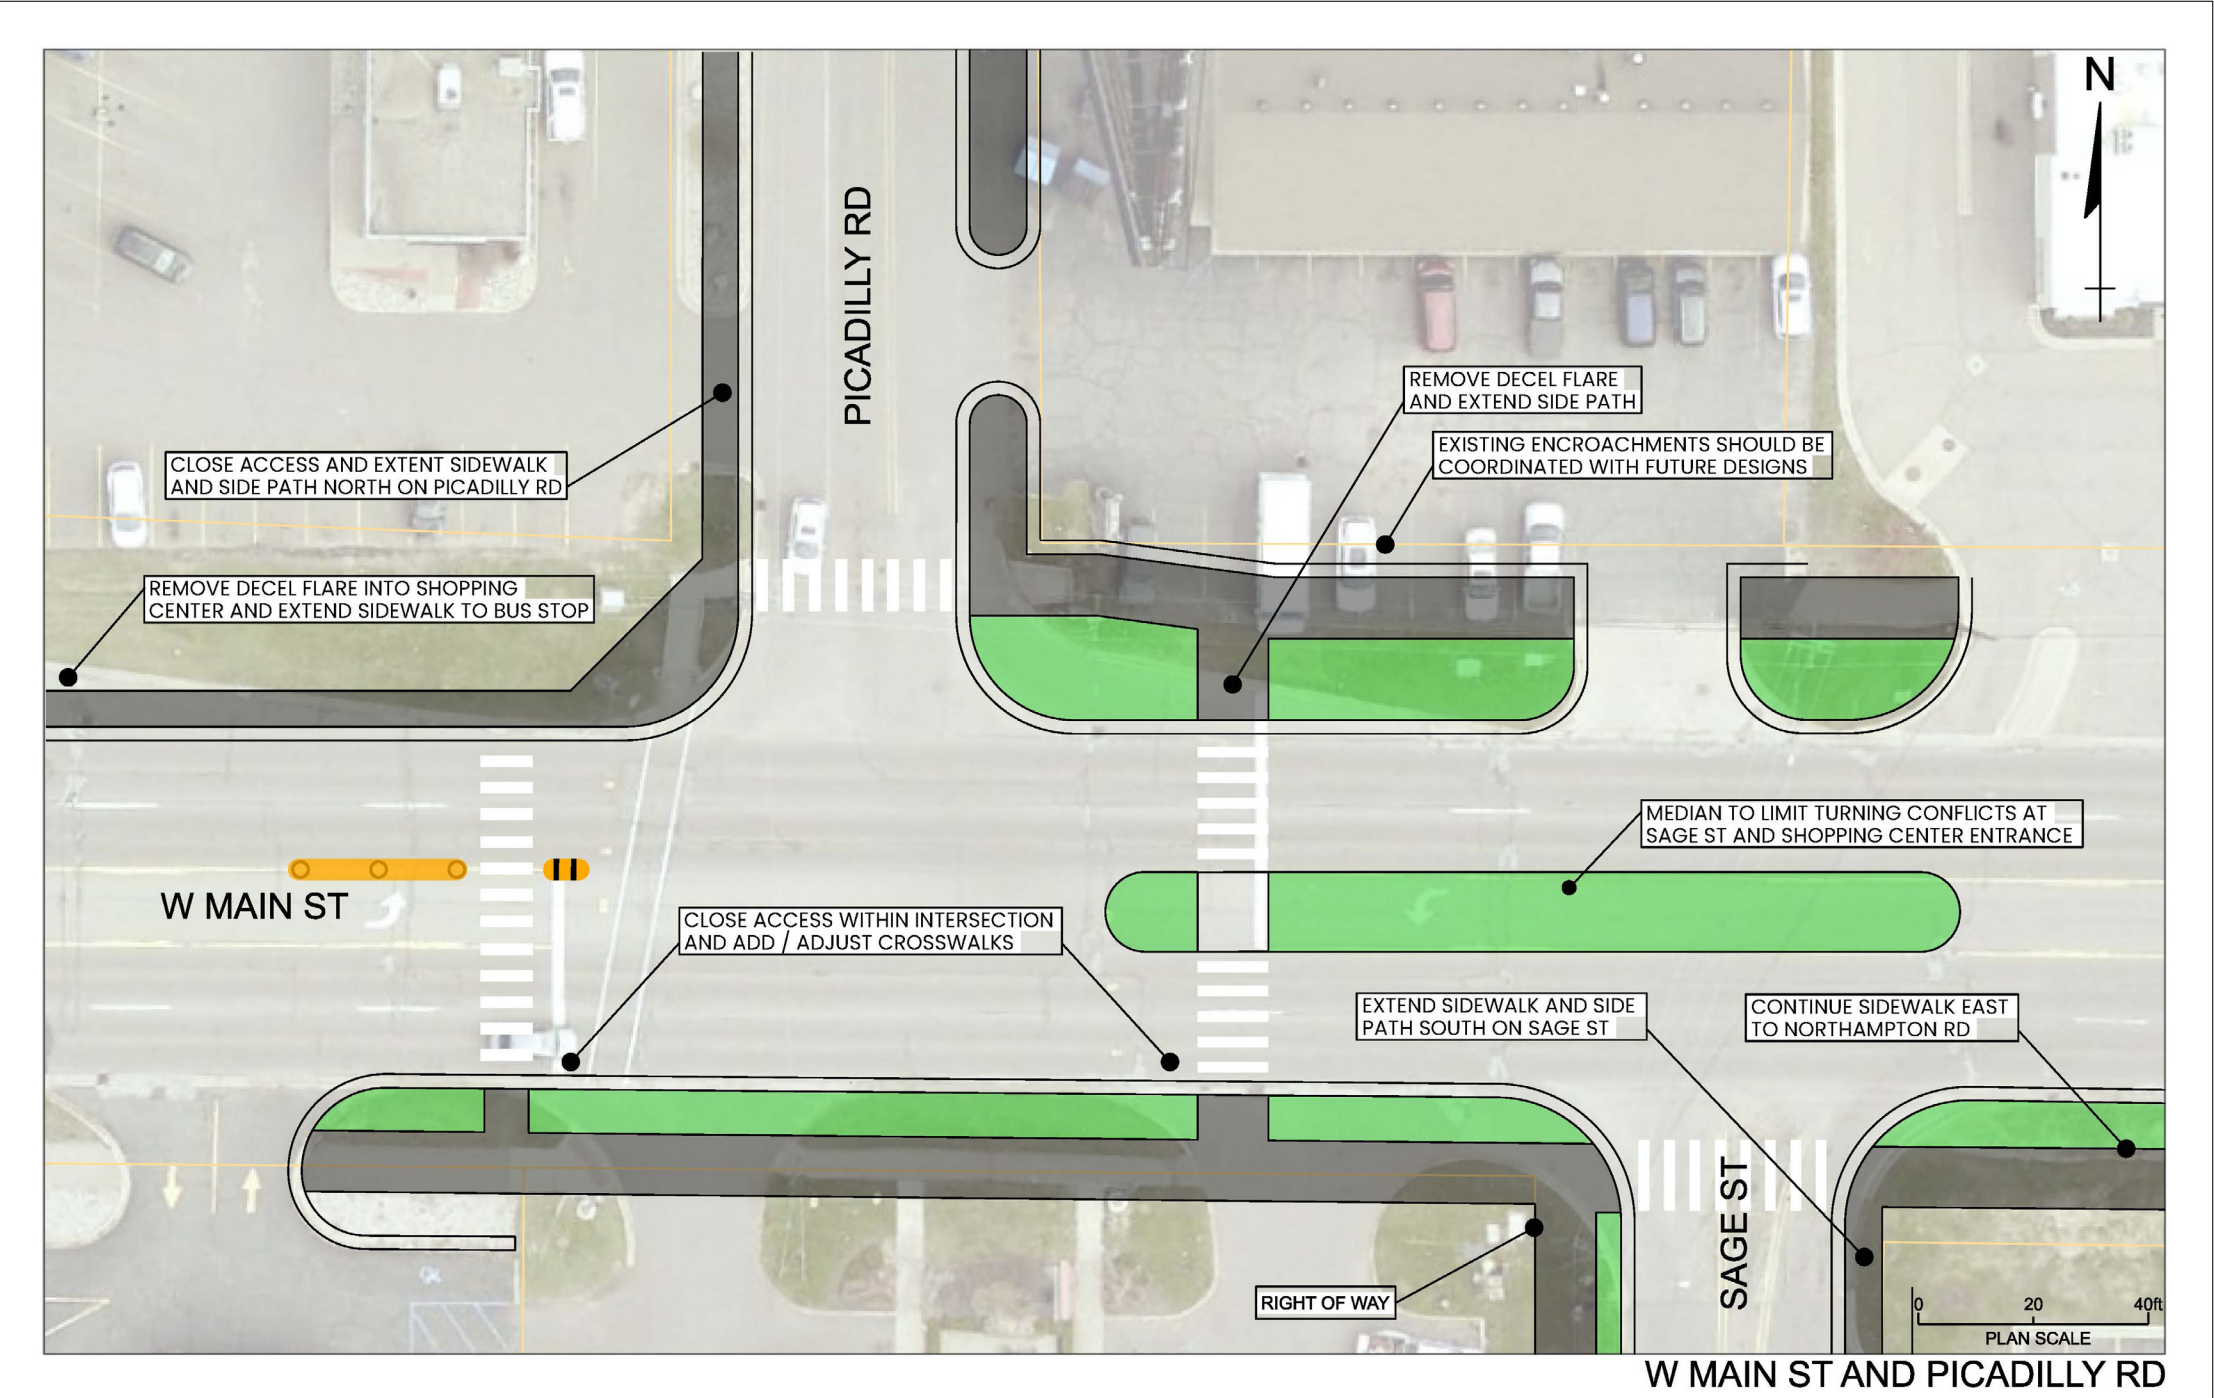 N
PICADILLY RD
REMOVE DECEL FLARE
AND EXTEND SIDE PATH
EXISTING ENCROACHMENTS SHOULD BE
COORDINATED WITH FUTURE DESIGNS
CLOSE ACCESS AND EXTENT SIDEWALK
AND SIDE PATH NORTH ON PICADILLY RD
REMOVE DECEL FLARE INTO SHOPPING
CENTER AND EXTEND SIDEWALK TO BUS STOP
MEDIAN TO LIMIT TURNING CONFLICTS AT
SAGE ST AND SHOPPING CENTER ENTRANCE
W MAIN ST
CLOSE ACCESS WITHIN INTERSECTION
AND ADD / ADJUST CROSSWALKS
EXTEND SIDEWALK AND SIDE
PATH SOUTH ON SAGE ST
CONTINUE SIDEWALK EAST
TO NORTHAMPTON RD
SAGE ST
RIGHT OF WAY
0 20 40ft
PLAN SCALE
W MAIN ST AND PICADILLY RD